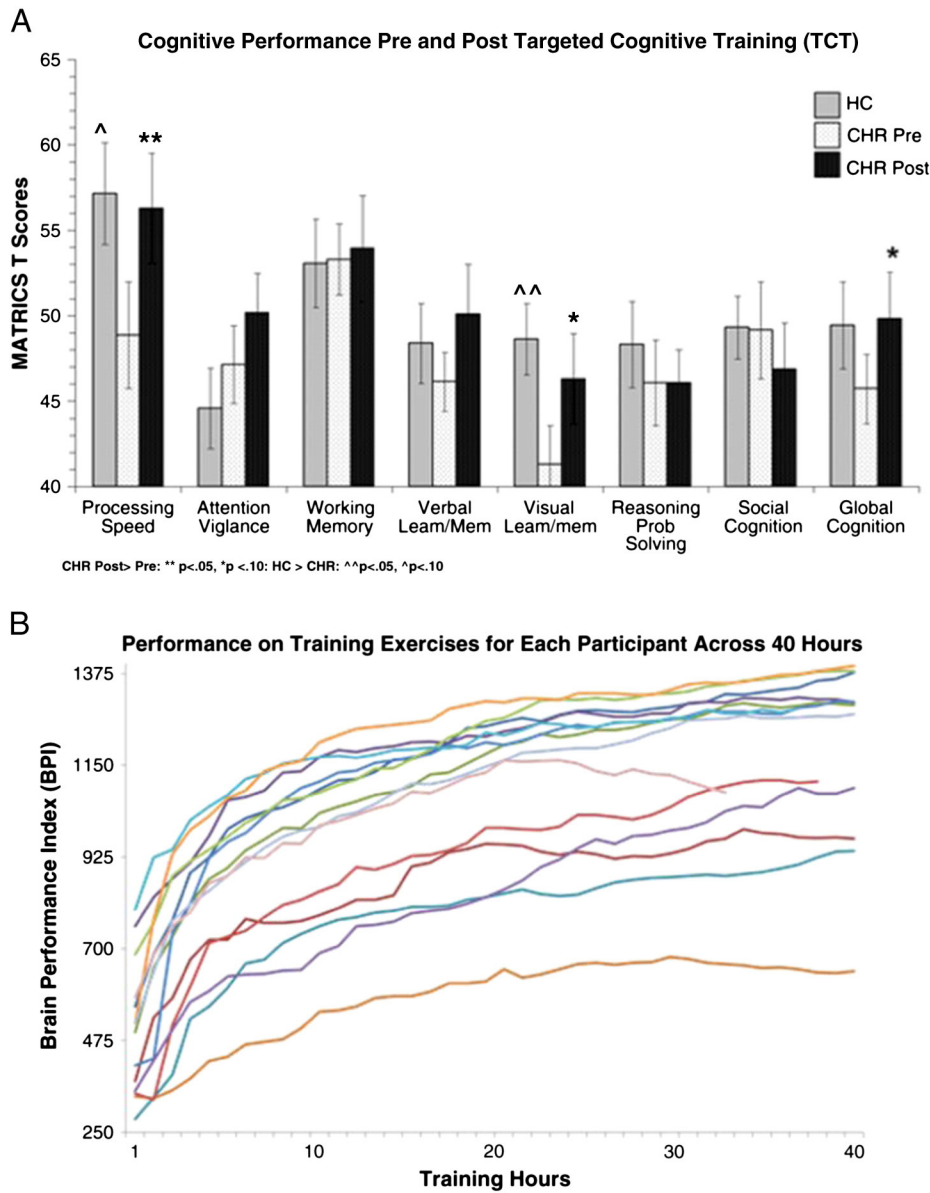 A
Cognitive Performance Pre and Post Targeted Cognitive Training (TCT)
65
60
55
50
45
40
MATRICS T Scores
^
**
^^
*
*
HC
CHR Pre
CHR Post
Processing
Speed
Attention
Viglance
Working
Memory
Verbal
Leam/Mem
Visual
Leam/mem
Reasoning
Prob
Solving
Social
Cognition
Global
Cognition
CHR Post> Pre: ** p<.05, *p <.10: HC > CHR: ^^p<.05, ^p<.10
B
Performance on Training Exercises for Each Participant Across 40 Hours
1375
1150
925
700
475
250
Brain Performance Index (BPI)
1
10
20
30
40
Training Hours